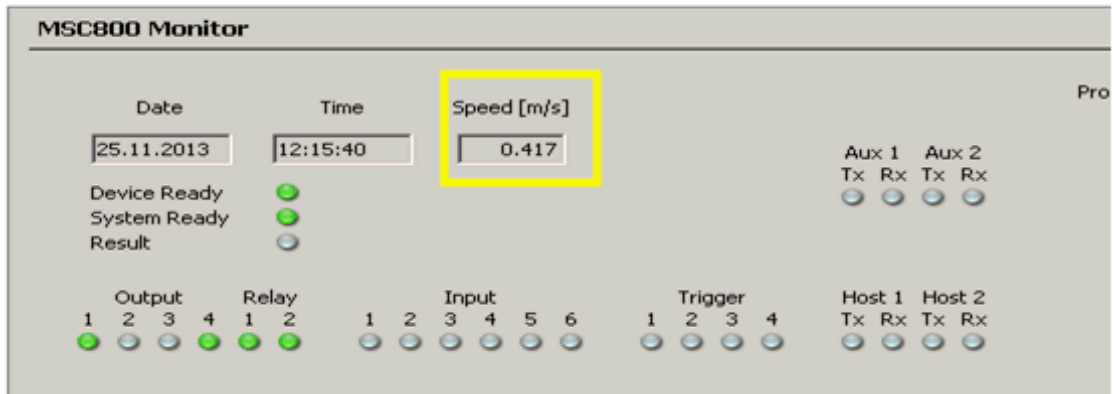 MSC800 Monitor
Date Time Speed [m/s] Pro
25.11.2013 12:15:40 0.417
Aux 1 Aux 2
Tx Rx Tx Rx
Device Ready
System Ready
Result
Output Relay Input Trigger Host 1 Host 2
1 2 3 4 1 2 1 2 3 4 5 6 1 2 3 4 Tx Rx Tx Rx